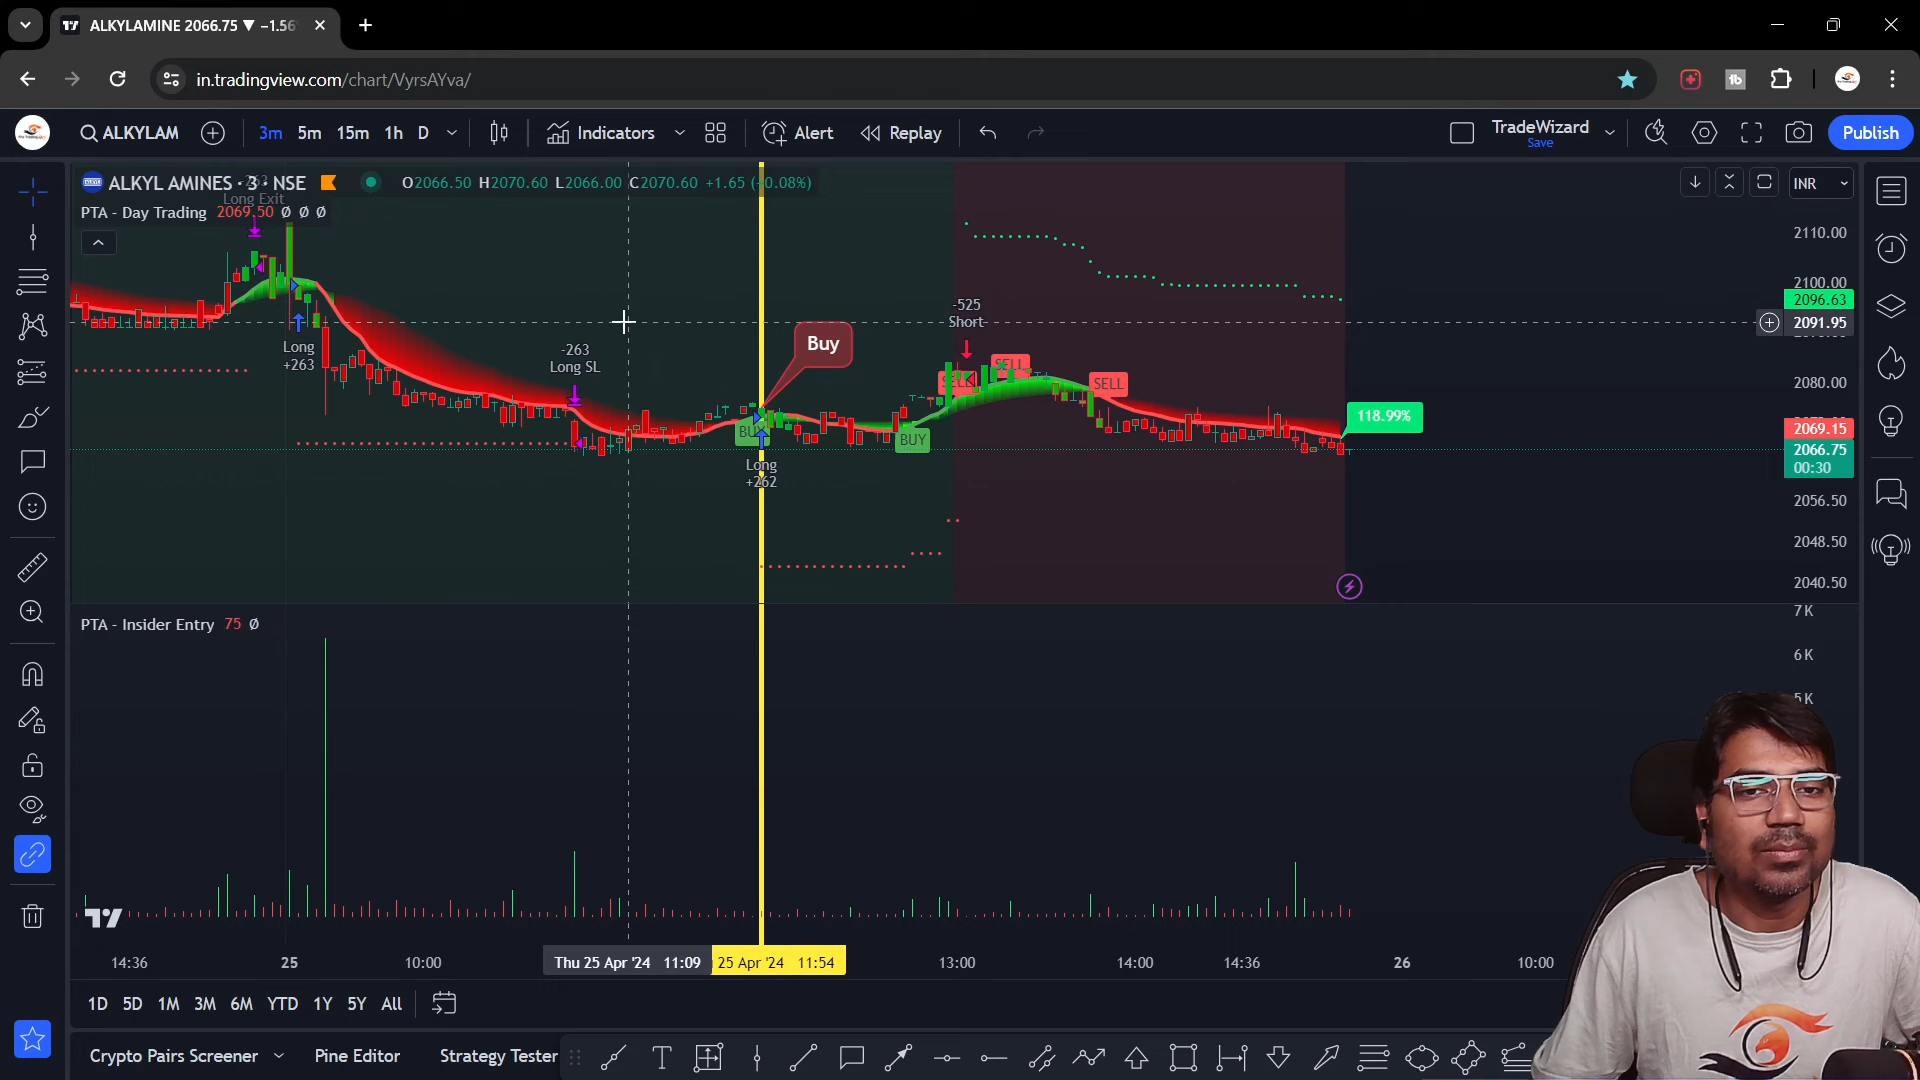 ALKYLAMINE 2066.75 ▼ −1.56
in.tradingview.com/chart/VyrsAYva/
ALKYLAM
3m 5m 15m 1h D
Indicators
Alert
Replay
TradeWizard
Save
Publish
ALKYL AMINES · 3 · NSE
O2066.50 H2070.60 L2066.00 C2070.60 +1.65 (+0.08%)
INR
-263
Long Exit
PTA - Day Trading 2069.50 Ø Ø Ø
2110.00
2100.00
2096.63
2091.95
2080.00
2069.15
2066.75
00:30
2056.50
2048.50
2040.50
Long
+263
-263
Long SL
Buy
BUY
Long
+262
BUY
-525
Short
SELL
SELL
SELL
118.99%
PTA - Insider Entry 75 Ø
7K
6K
5K
14:36 25 10:00
Thu 25 Apr '24 11:09
25 Apr '24 11:54
13:00 14:00 14:36 26 10:00
1D 5D 1M 3M 6M YTD 1Y 5Y All
Crypto Pairs Screener
Pine Editor
Strategy Tester